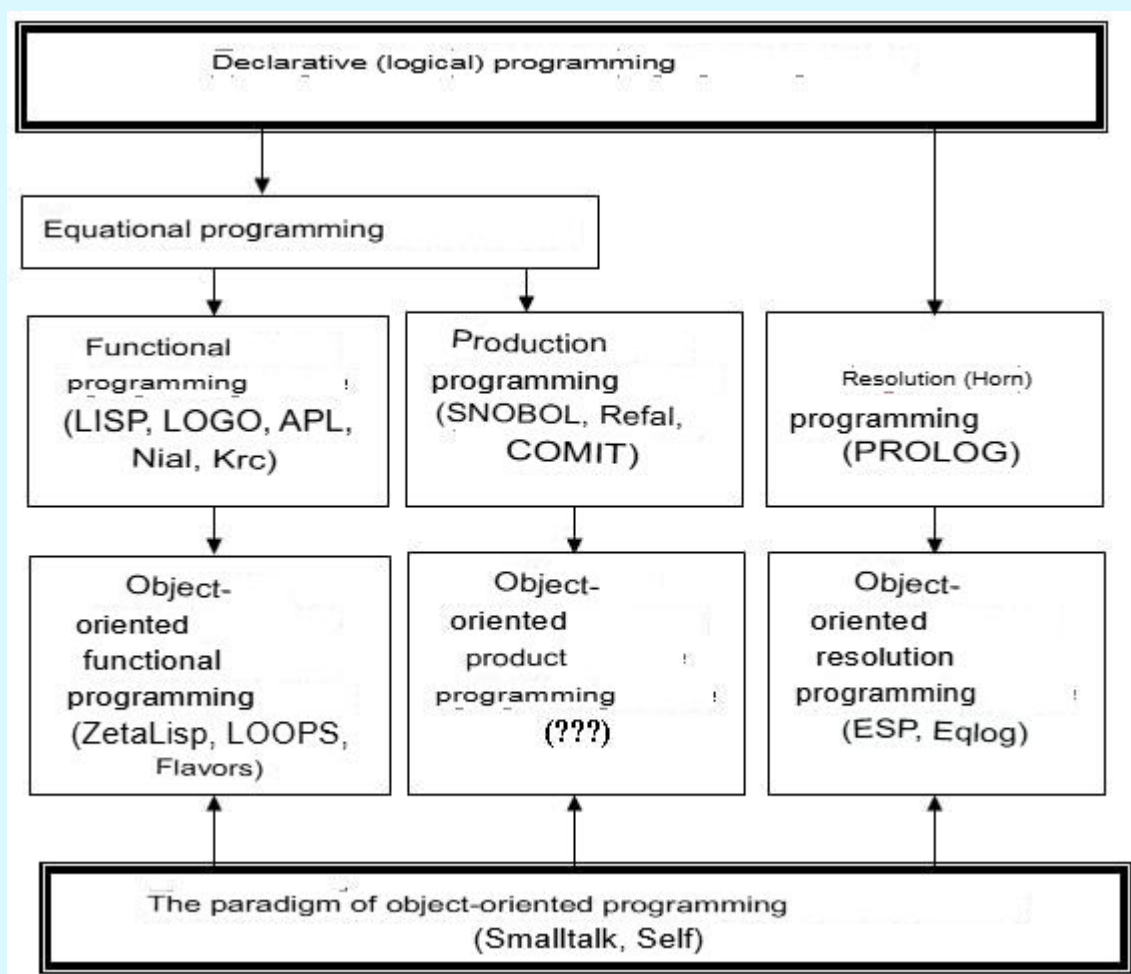 Declarative (logical) programming
Equational programming
Functional
programming
(LISP, LOGO, APL,
Nial, Krc)
Production
programming
(SNOBOL, Refal,
COMIT)
Resolution (Horn)
programming
(PROLOG)
Object-
oriented
functional
programming
(ZetaLisp, LOOPS,
Flavors)
Object-
oriented
product
programming
(???)
Object-
oriented
resolution
programming
(ESP, Eqlog)
The paradigm of object-oriented programming
(Smalltalk, Self)